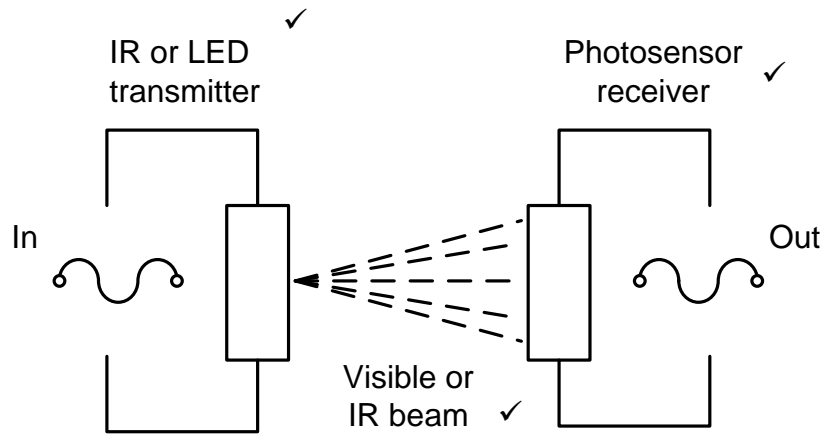 IR or LED ✓
transmitter
Photosensor
receiver ✓
In
Out
Visible or
IR beam ✓